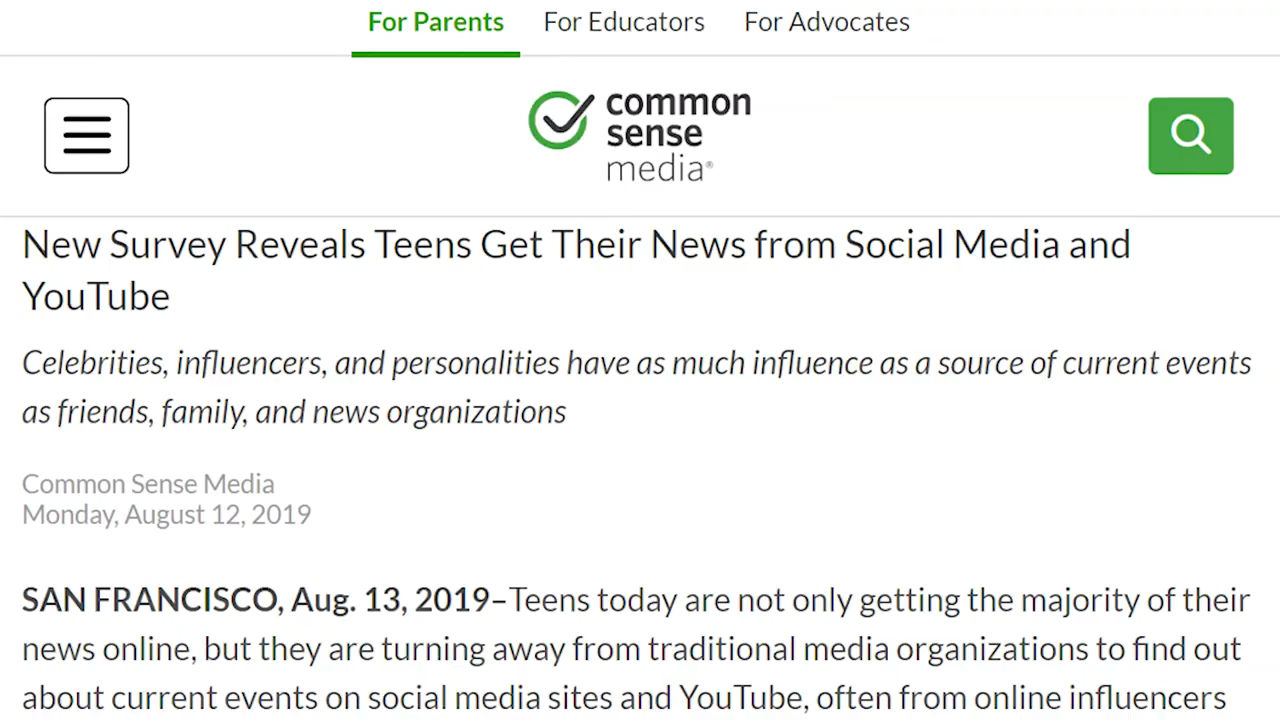 For Parents For Educators For Advocates
common
sense
media®
New Survey Reveals Teens Get Their News from Social Media and
YouTube
Celebrities, influencers, and personalities have as much influence as a source of current events
as friends, family, and news organizations
Common Sense Media
Monday, August 12, 2019
SAN FRANCISCO, Aug. 13, 2019–Teens today are not only getting the majority of their
news online, but they are turning away from traditional media organizations to find out
about current events on social media sites and YouTube, often from online influencers